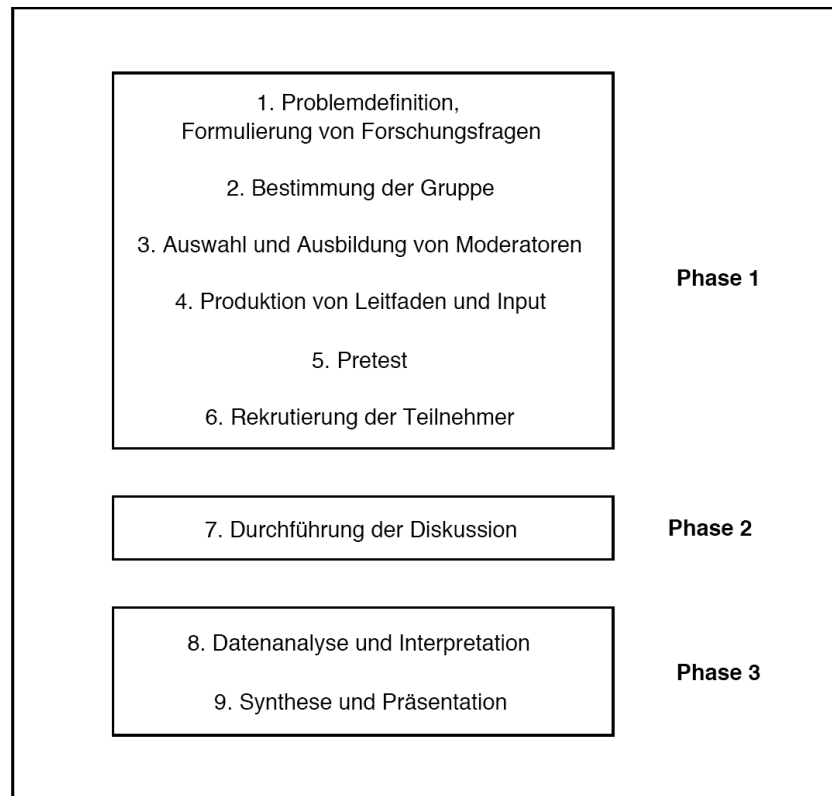 1. Problemdefinition,
Formulierung von Forschungsfragen
2. Bestimmung der Gruppe
3. Auswahl und Ausbildung von Moderatoren
4. Produktion von Leitfaden und Input
5. Pretest
6. Rekrutierung der Teilnehmer
Phase 1
7. Durchführung der Diskussion
Phase 2
8. Datenanalyse und Interpretation
9. Synthese und Präsentation
Phase 3